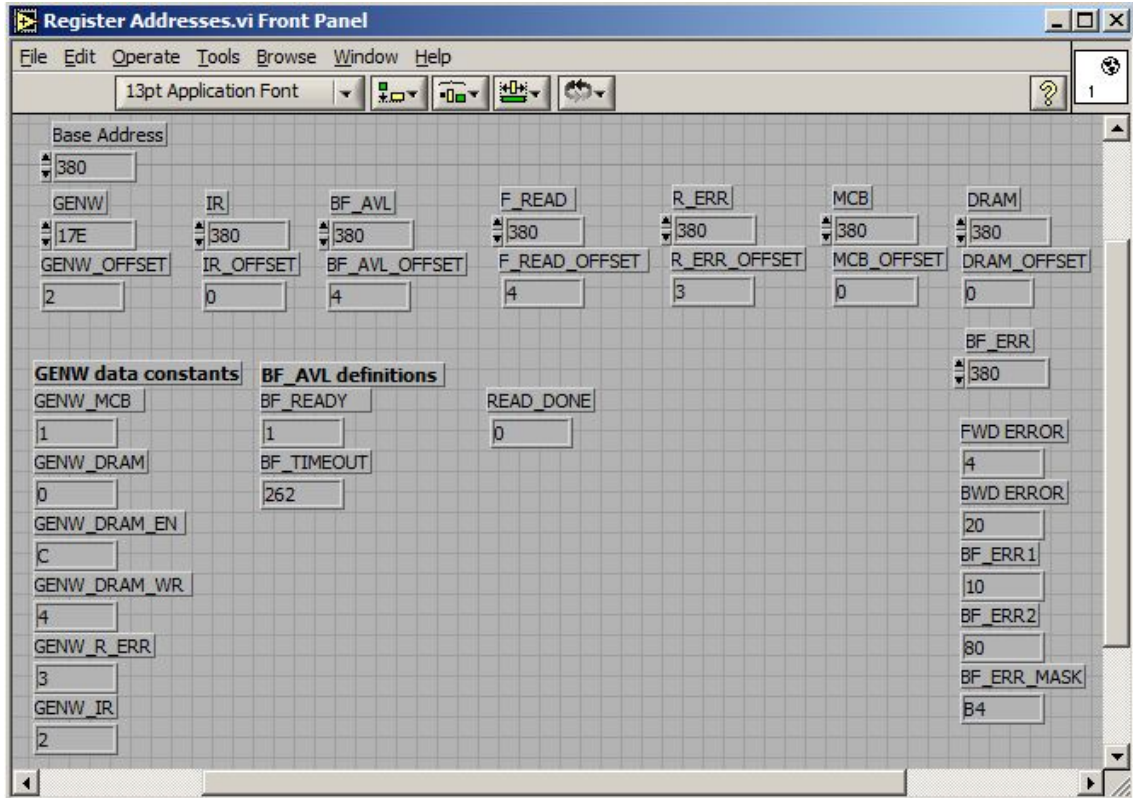 Register Addresses.vi Front Panel
File Edit Operate Tools Browse Window Help
13pt Application Font
?
1
Base Address
380
GENW IR BF_AVL F_READ R_ERR MCB DRAM
17E 380 380 380 380 380 380
GENW_OFFSET IR_OFFSET BF_AVL_OFFSET F_READ_OFFSET R_ERR_OFFSET MCB_OFFSET DRAM_OFFSET
2 0 4 4 3 0 0
BF_ERR
380
GENW data constants BF_AVL definitions
GENW_MCB BF_READY READ_DONE
1 1 0
GENW_DRAM BF_TIMEOUT
0 262
GENW_DRAM_EN
C
GENW_DRAM_WR
4
GENW_R_ERR
3
GENW_IR
2
FWD ERROR
4
BWD ERROR
20
BF_ERR1
10
BF_ERR2
80
BF_ERR_MASK
B4